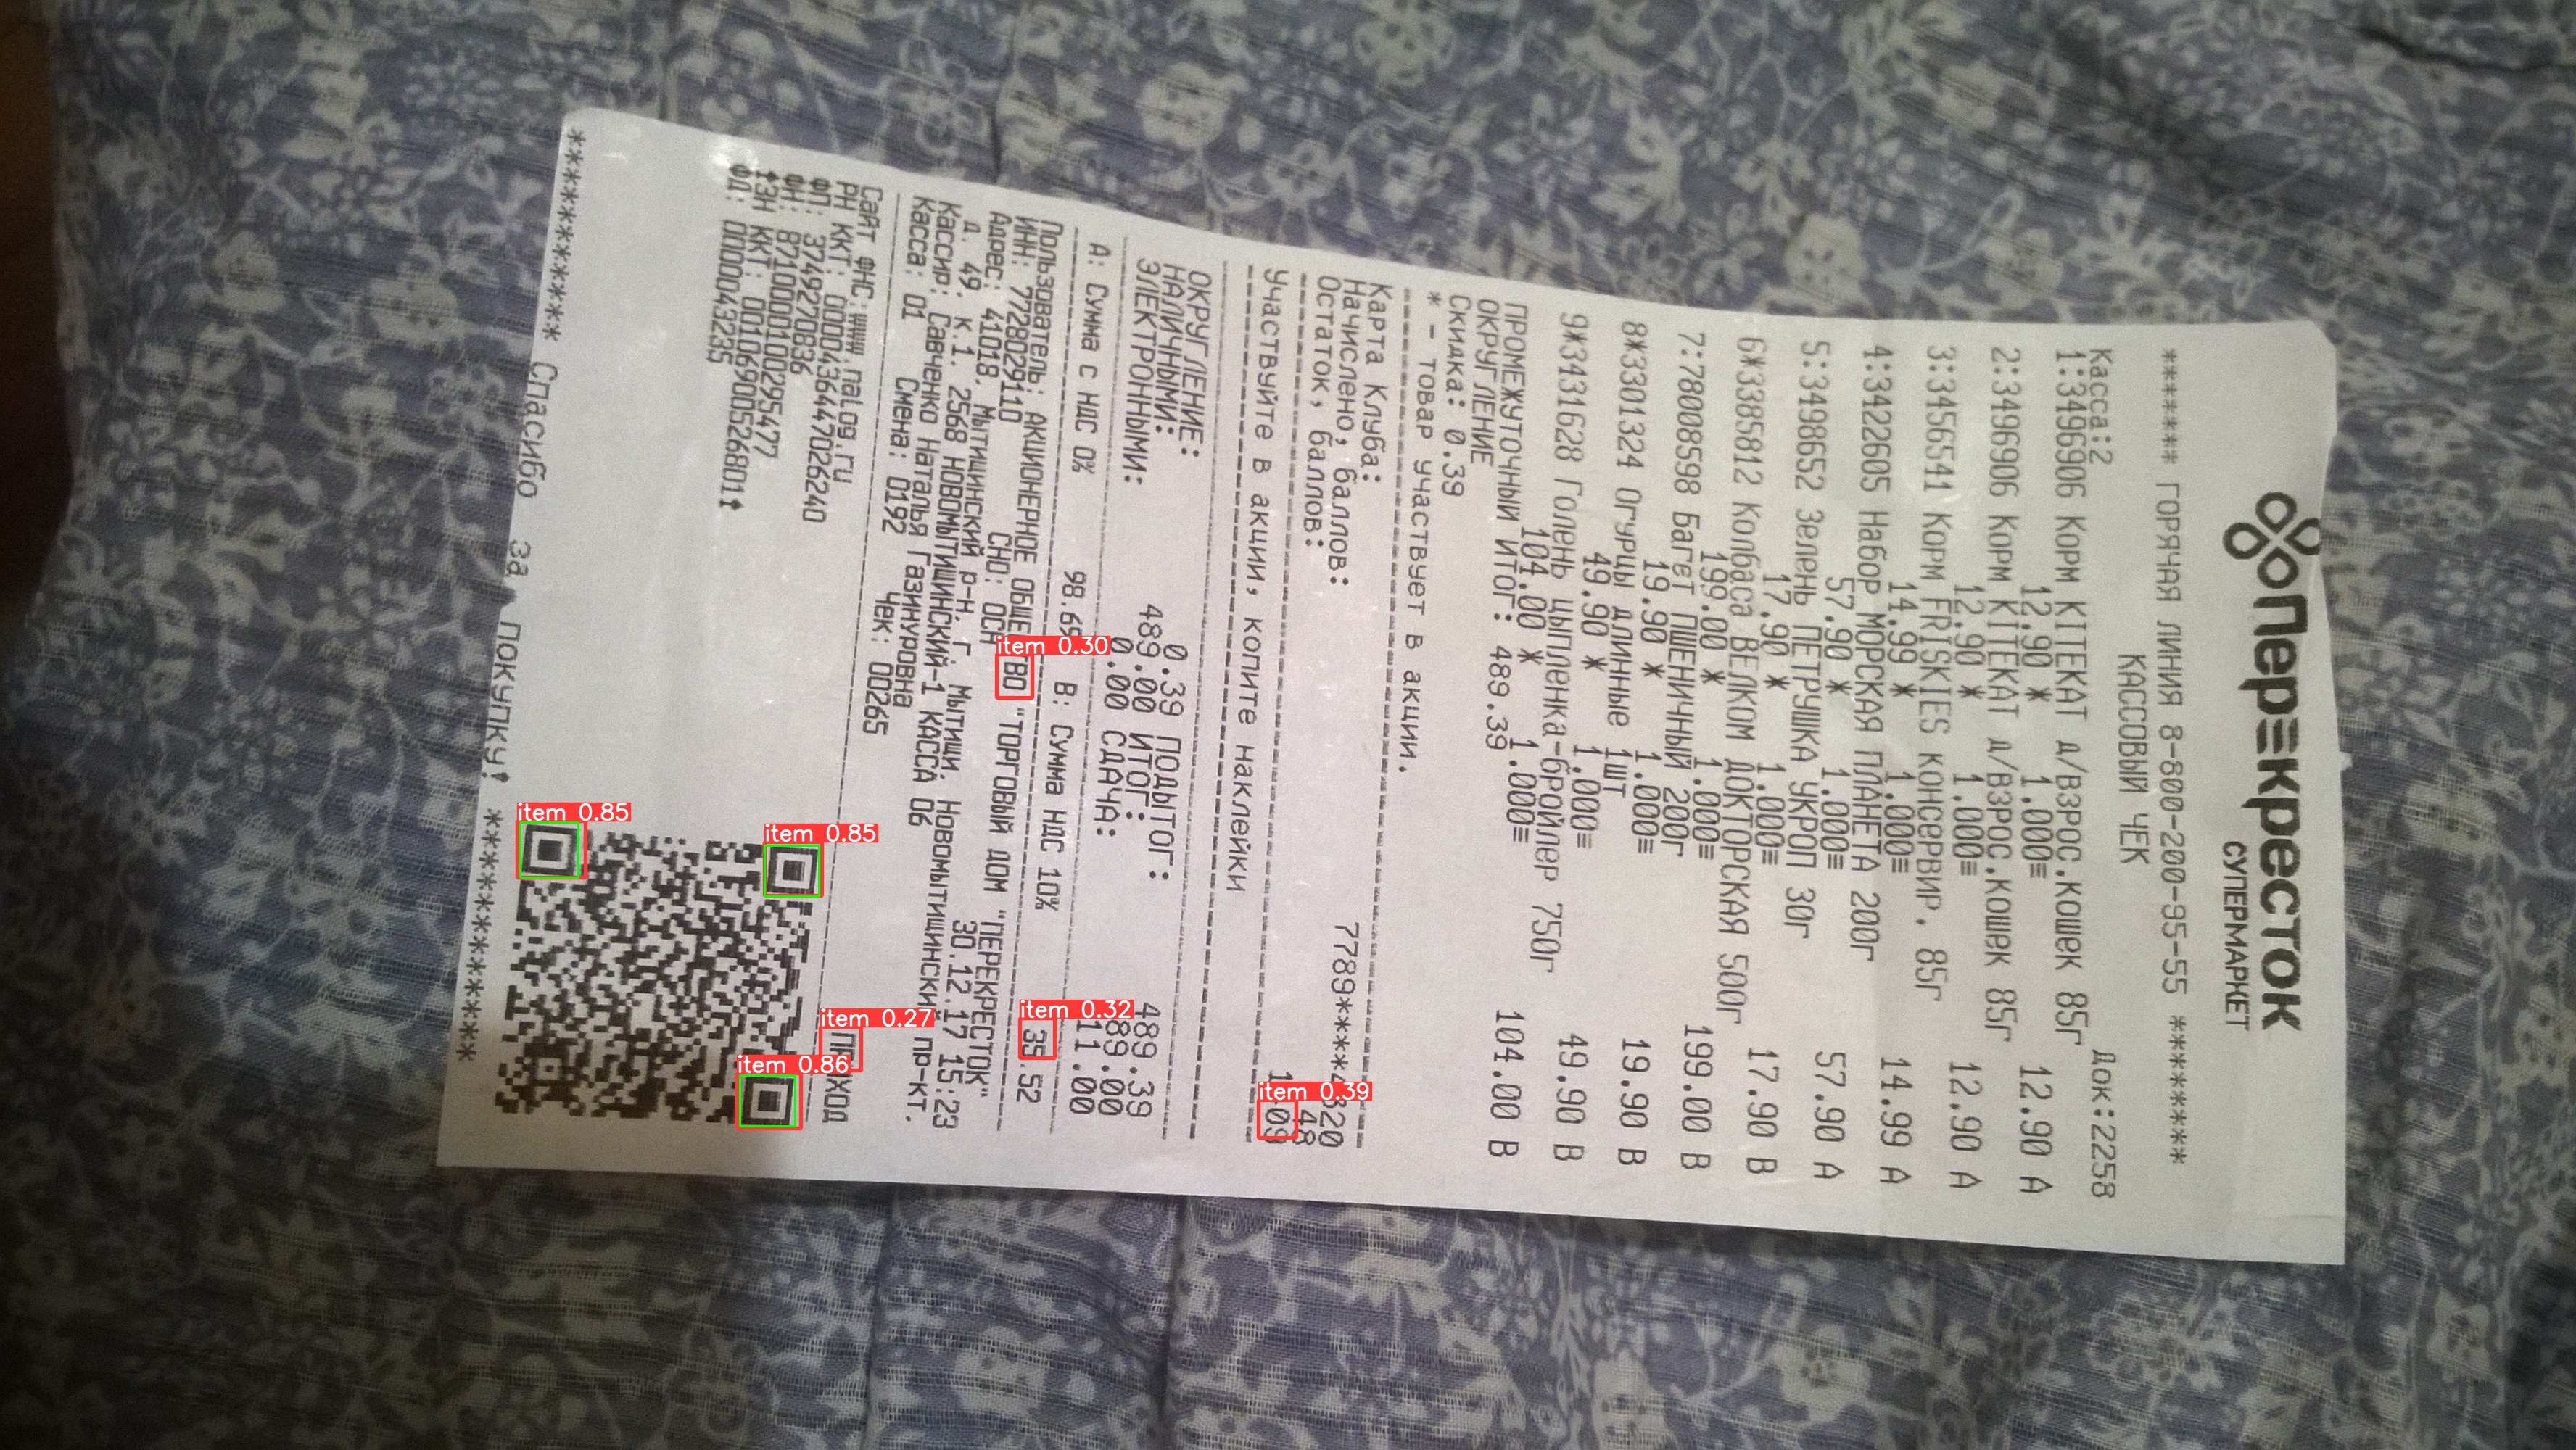 Перекресток
СУПЕРМАРКЕТ
******* ГОРЯЧАЯ ЛИНИЯ 8-800-200-95-55 ********
КАССОВЫЙ ЧЕК
Касса:2 Док:2258
1:3496906 Корм KITEKAT д/взрос.кошек 85г
12.90 * 1.000= 12.90 А
2:3496906 Корм KITEKAT д/взрос.кошек 85г
12.90 * 1.000= 12.90 А
3:3456541 Корм FRISKIES консервир. 85г
14.99 * 1.000= 14.99 А
4:3422605 Набор МОРСКАЯ ПЛАНЕТА 200г
57.90 * 1.000= 57.90 А
5:3498652 Зелень ПЕТРУШКА УКРОП 30г
17.90 * 1.000= 17.90 В
6*3385812 Колбаса ВЕЛКОМ ДОКТОРСКАЯ 500г
199.00 * 1.000= 199.00 В
7:780008598 Багет ПШЕНИЧНЫЙ 200г
19.90 * 1.000= 19.90 В
8*3301324 Огурцы длинные 1шт
49.90 * 1.000= 49.90 В
9*3431628 Голень цыпленка-бройлер 750г
104.00 * 1.000= 104.00 В
ПРОМЕЖУТОЧНЫЙ ИТОГ: 489.39
ОКРУГЛЕНИЕ
Скидка: 0.39
* - товар участвует в акции.
Карта Клуба:
Начислено, баллов: 48
Остаток, баллов:
Участвуйте в акции, копите наклейки
ОКРУГЛЕНИЕ: 0.39 ПОДЫТОГ: 489.39
НАЛИЧНЫМИ: 489.00 ИТОГ: 489.00
ЭЛЕКТРОННЫМИ: 0.00 СДАЧА: 11.00
А: Сумма с НДС 0% 98.69 В: Сумма НДС 10% 35.52
Пользователь: АКЦИОНЕРНОЕ ОБЩЕСТВО "ТОРГОВЫЙ ДОМ "ПЕРЕКРЕСТОК"
ИНН: 7728029110 СНО: ОСН
Адрес: 41018, Мытищинский р-н, г. Мытищи, Новомытищинский пр-кт,
д. 49, к.1. 2568 НОВОМЫТИЩИНСКИЙ-1 КАССА 06
Кассир: Савченко Наталья Газинуровна 30.12.17 15:23
Касса: 01 Смена: 0192 Чек: 00265
Сайт ФНС: www.nalog.ru ПРИХОД
РН ККТ: 0000436447026240
ФП: 3749270836
ФН: 8710000100295477
ЗН ККТ: 00106900526801
ФД: 0000043235
************** Спасибо за покупку! **************